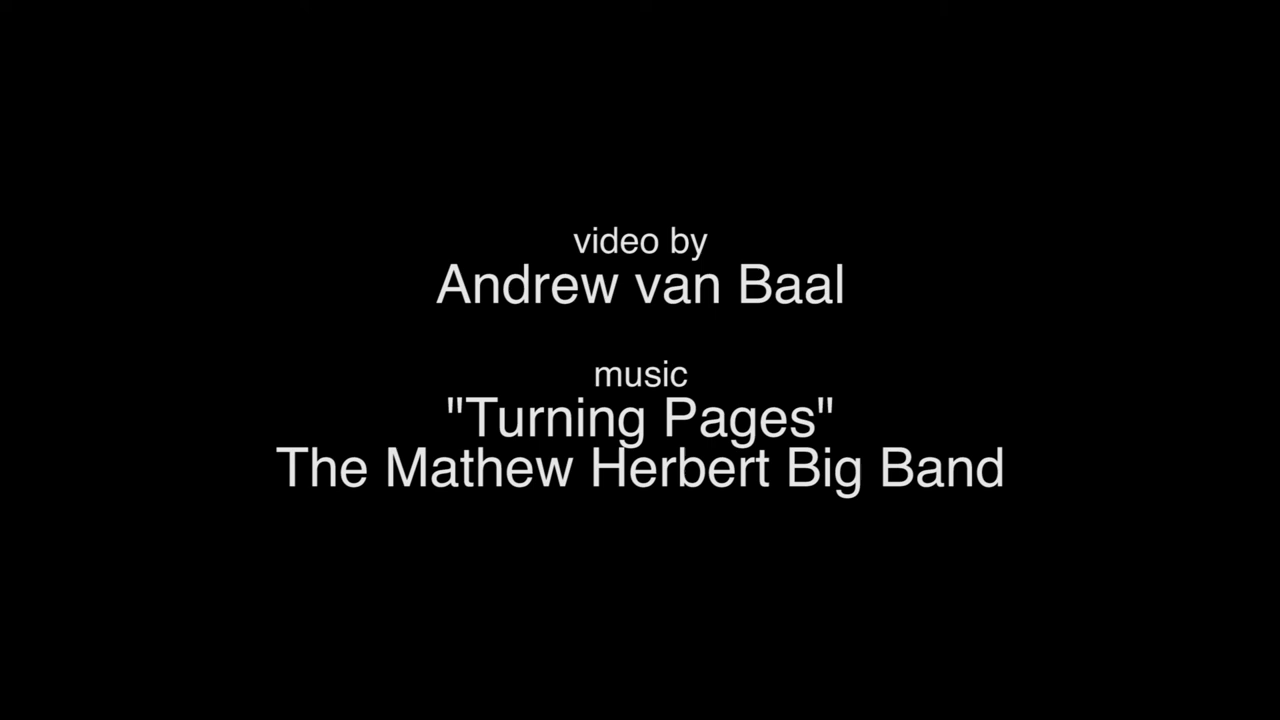 video by
Andrew van Baal
music
"Turning Pages"
The Mathew Herbert Big Band